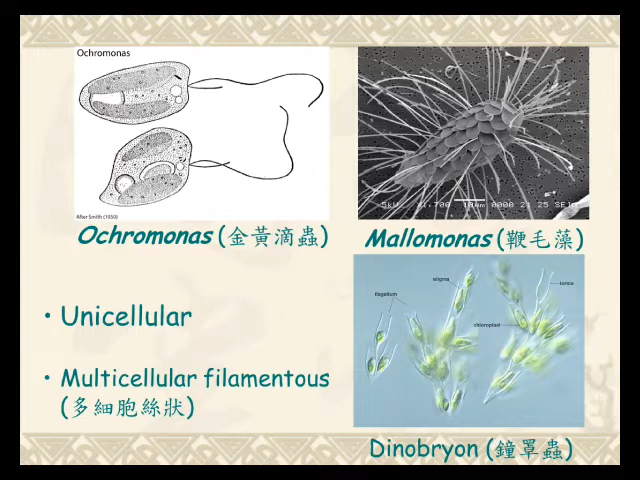 Ochromonas
After Smith (1950)
Ochromonas (金黃滴蟲)
Mallomonas (鞭毛藻)
stigma
lorica
flagellum
chloroplast
• Unicellular
• Multicellular filamentous
(多細胞絲狀)
Dinobryon (鐘罩蟲)